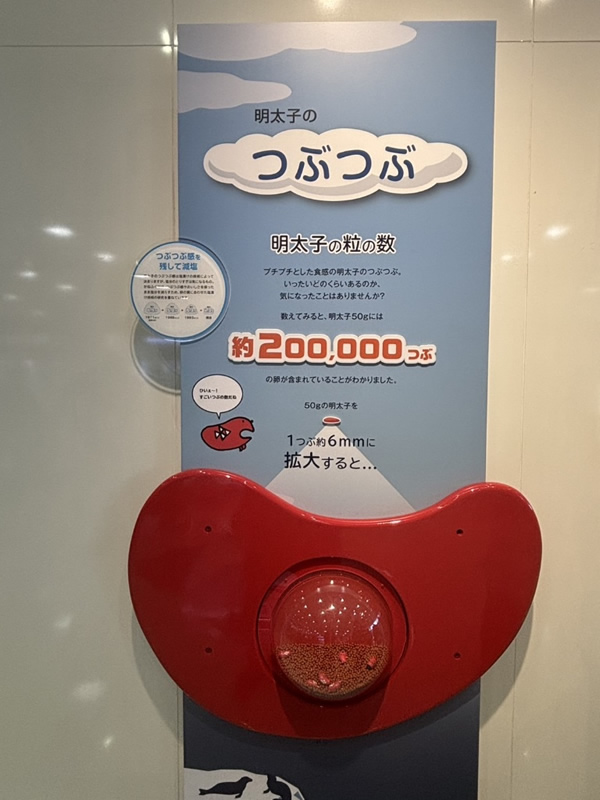 明太子の
つぶつぶ
明太子の粒の数
プチプチとした食感の明太子のつぶつぶ。
いったいどのくらいあるのか、
気になったことはありませんか?
数えてみると、明太子50gには
約200,000つぶ
の卵が含まれていることがわかりました。
50gの明太子を
1つぶ約6mmに
拡大すると…
つぶつぶ感を
残して減塩
ひいぇ〜!
すごいつぶの数だね